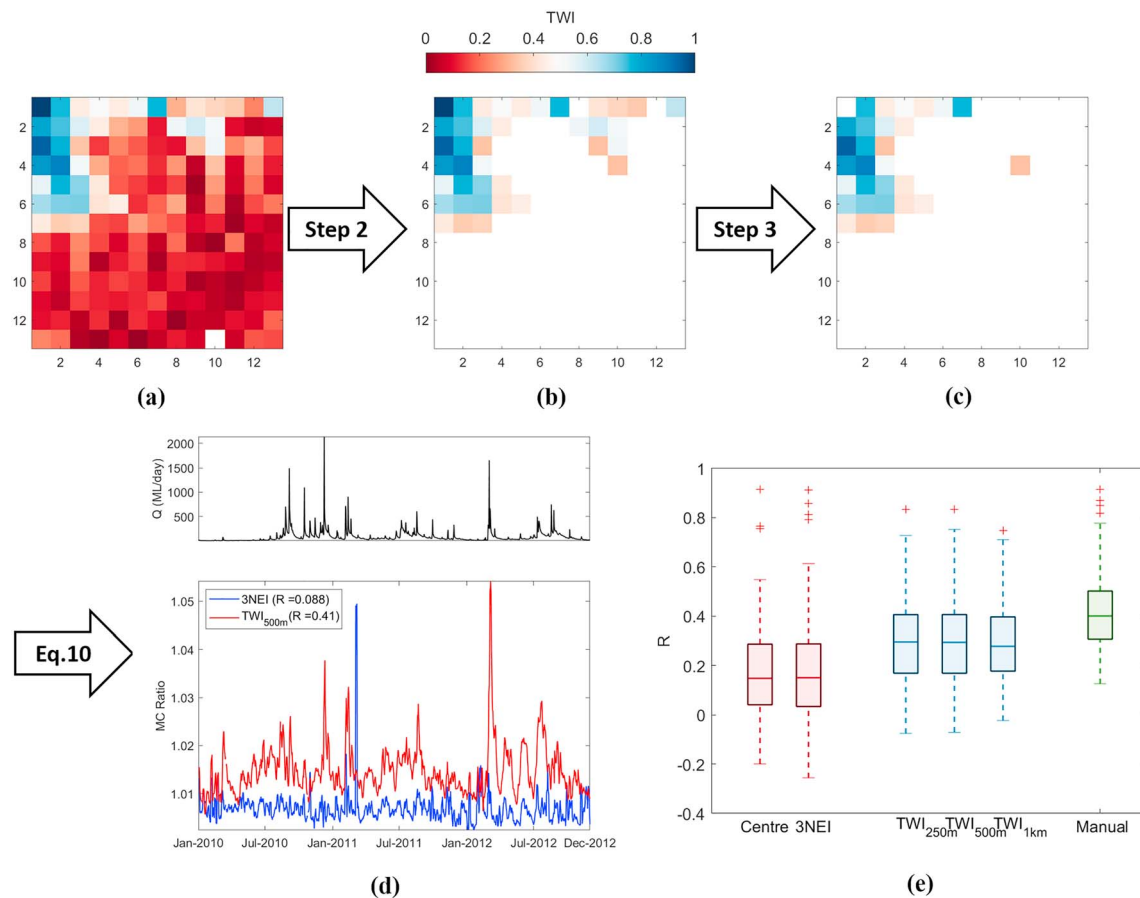 TWI
0 0.2 0.4 0.6 0.8 1
2
4
6
8
10
12
2 4 6 8 10 12
(a)
Step 2
2
4
6
8
10
12
2 4 6 8 10 12
(b)
Step 3
2
4
6
8
10
12
2 4 6 8 10 12
(c)
Q (ML/day)
2000
1500
1000
500
Eq.10
MC Ratio
1.05
1.04
1.03
1.02
1.01
3NEI (R =0.088)
TWI500m(R =0.41)
Jan-2010 Jul-2010 Jan-2011 Jul-2011 Jan-2012 Jul-2012 Dec-2012
(d)
R
1
0.8
0.6
0.4
0.2
0
-0.2
-0.4
Centre 3NEI TWI250mTWI500mTWI1km Manual
(e)